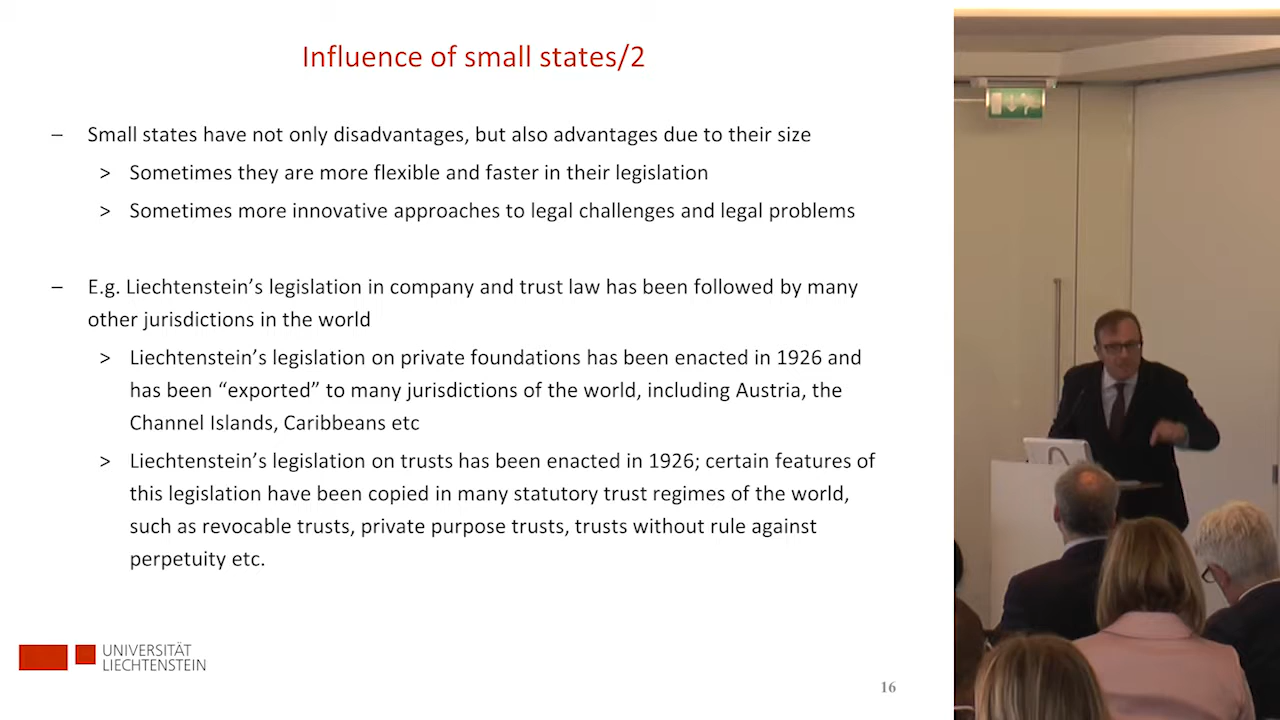 Influence of small states/2
– Small states have not only disadvantages, but also advantages due to their size
> Sometimes they are more flexible and faster in their legislation
> Sometimes more innovative approaches to legal challenges and legal problems
– E.g. Liechtenstein’s legislation in company and trust law has been followed by many
other jurisdictions in the world
> Liechtenstein’s legislation on private foundations has been enacted in 1926 and
has been “exported” to many jurisdictions of the world, including Austria, the
Channel Islands, Caribbeans etc
> Liechtenstein’s legislation on trusts has been enacted in 1926; certain features of
this legislation have been copied in many statutory trust regimes of the world,
such as revocable trusts, private purpose trusts, trusts without rule against
perpetuity etc.
UNIVERSITÄT
LIECHTENSTEIN
16